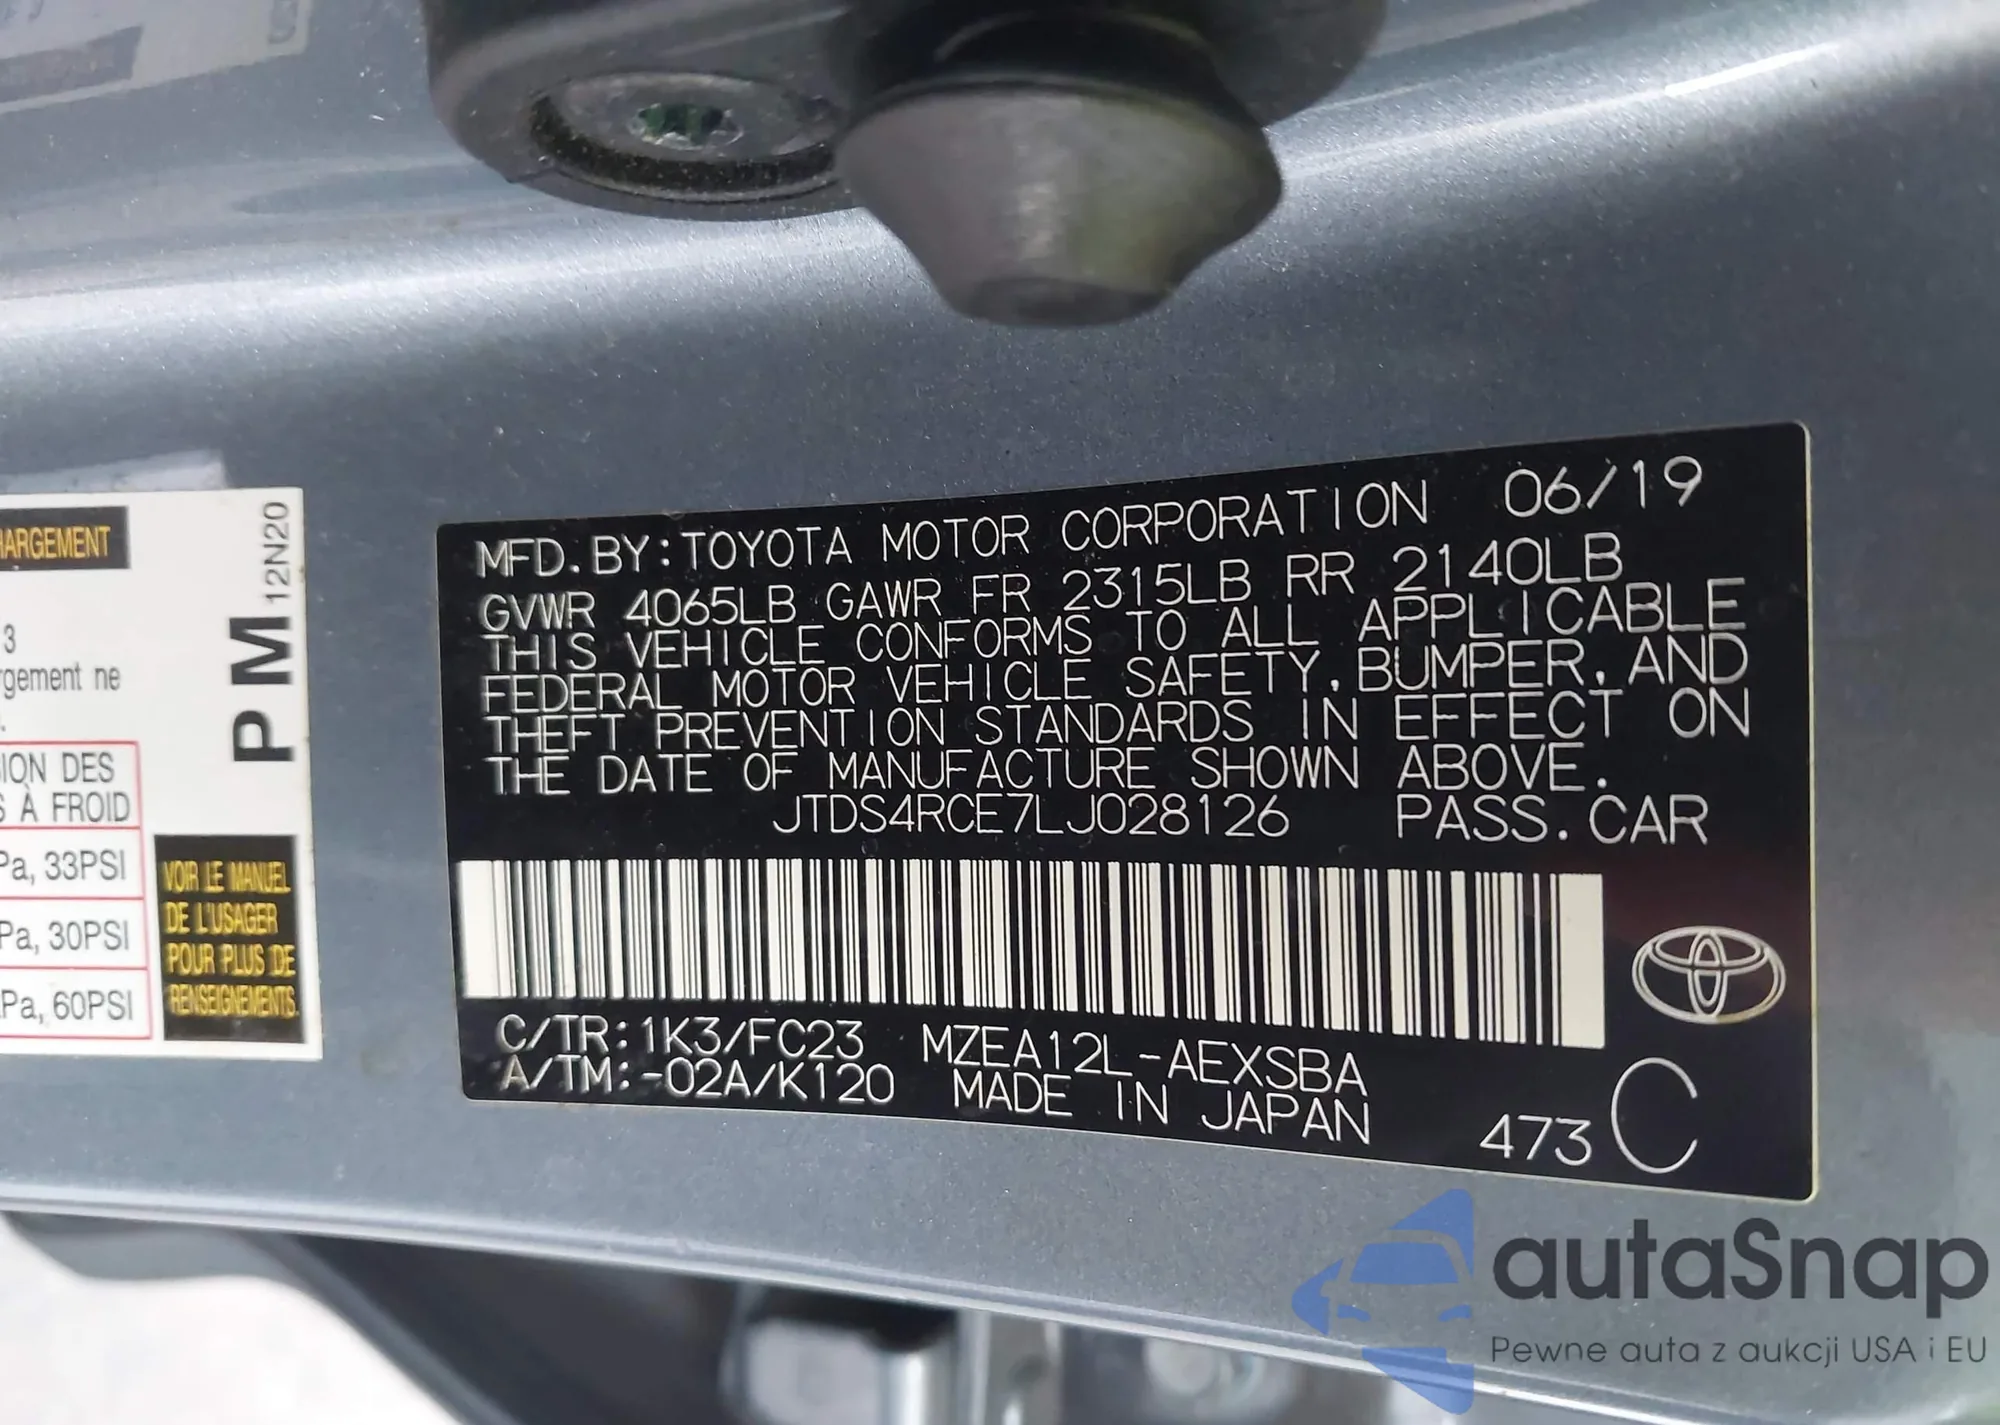 HARGEMENT
3
rgement ne
ION DES
S À FROID
Pa, 33PSI
Pa, 30PSI
Pa, 60PSI
PM 12N20
VOIR LE MANUEL
DE L'USAGER
POUR PLUS DE
RENSEIGNEMENTS.
MFD. BY: TOYOTA MOTOR CORPORATION 06/19
GVWR 4065LB GAWR FR 2315LB RR 2140LB
THIS VEHICLE CONFORMS TO ALL APPLICABLE
FEDERAL MOTOR VEHICLE SAFETY, BUMPER, AND
THEFT PREVENTION STANDARDS IN EFFECT ON
THE DATE OF MANUFACTURE SHOWN ABOVE.
JTDS4RCE7LJ028126 PASS. CAR
C/TR: 1K3/FC23 MZEA12L-AEXSBA
A/TM: -02A/K120 MADE IN JAPAN
473 C
autaSnap
Pewne auta z aukcji USA i EU